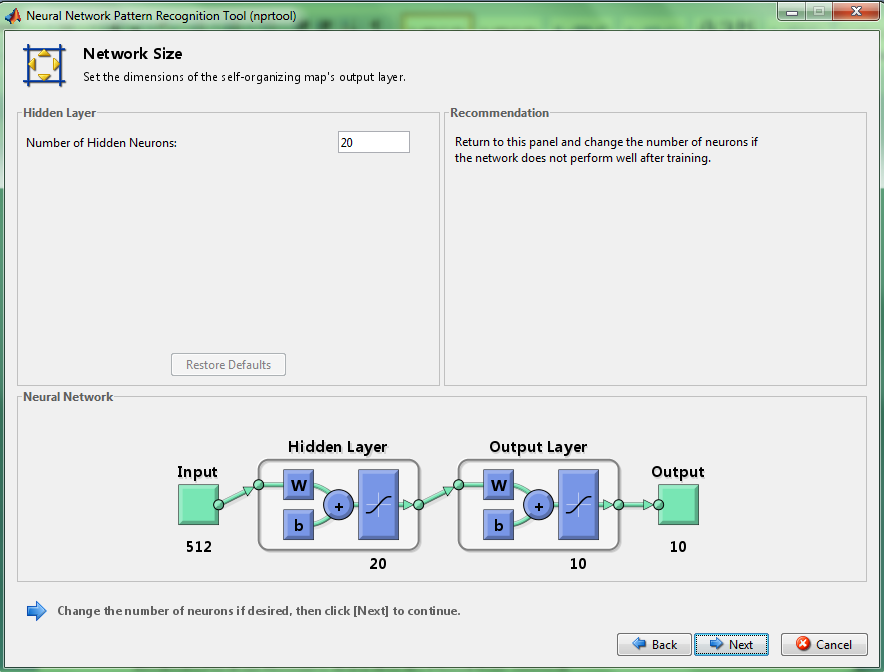 Neural Network Pattern Recognition Tool (nprtool)
Network Size
Set the dimensions of the self-organizing map's output layer.
Hidden Layer
Number of Hidden Neurons:
20
Restore Defaults
Recommendation
Return to this panel and change the number of neurons if
the network does not perform well after training.
Neural Network
Hidden Layer
Output Layer
Input
Output
W
b
+
W
b
+
512
20
10
10
Change the number of neurons if desired, then click [Next] to continue.
Back
Next
Cancel